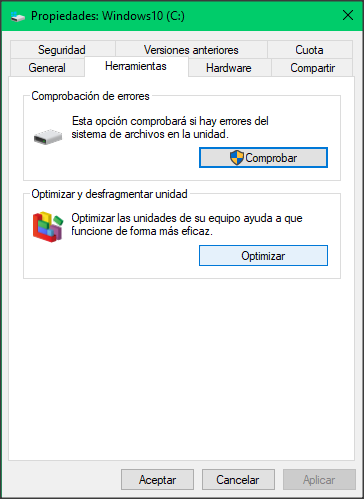 Propiedades: Windows10 (C:)
Seguridad Versiones anteriores Cuota
General Herramientas Hardware Compartir
Comprobación de errores
Esta opción comprobará si hay errores del
sistema de archivos en la unidad.
Comprobar
Optimizar y desfragmentar unidad
Optimizar las unidades de su equipo ayuda a que
funcione de forma más eficaz.
Optimizar
Aceptar Cancelar Aplicar